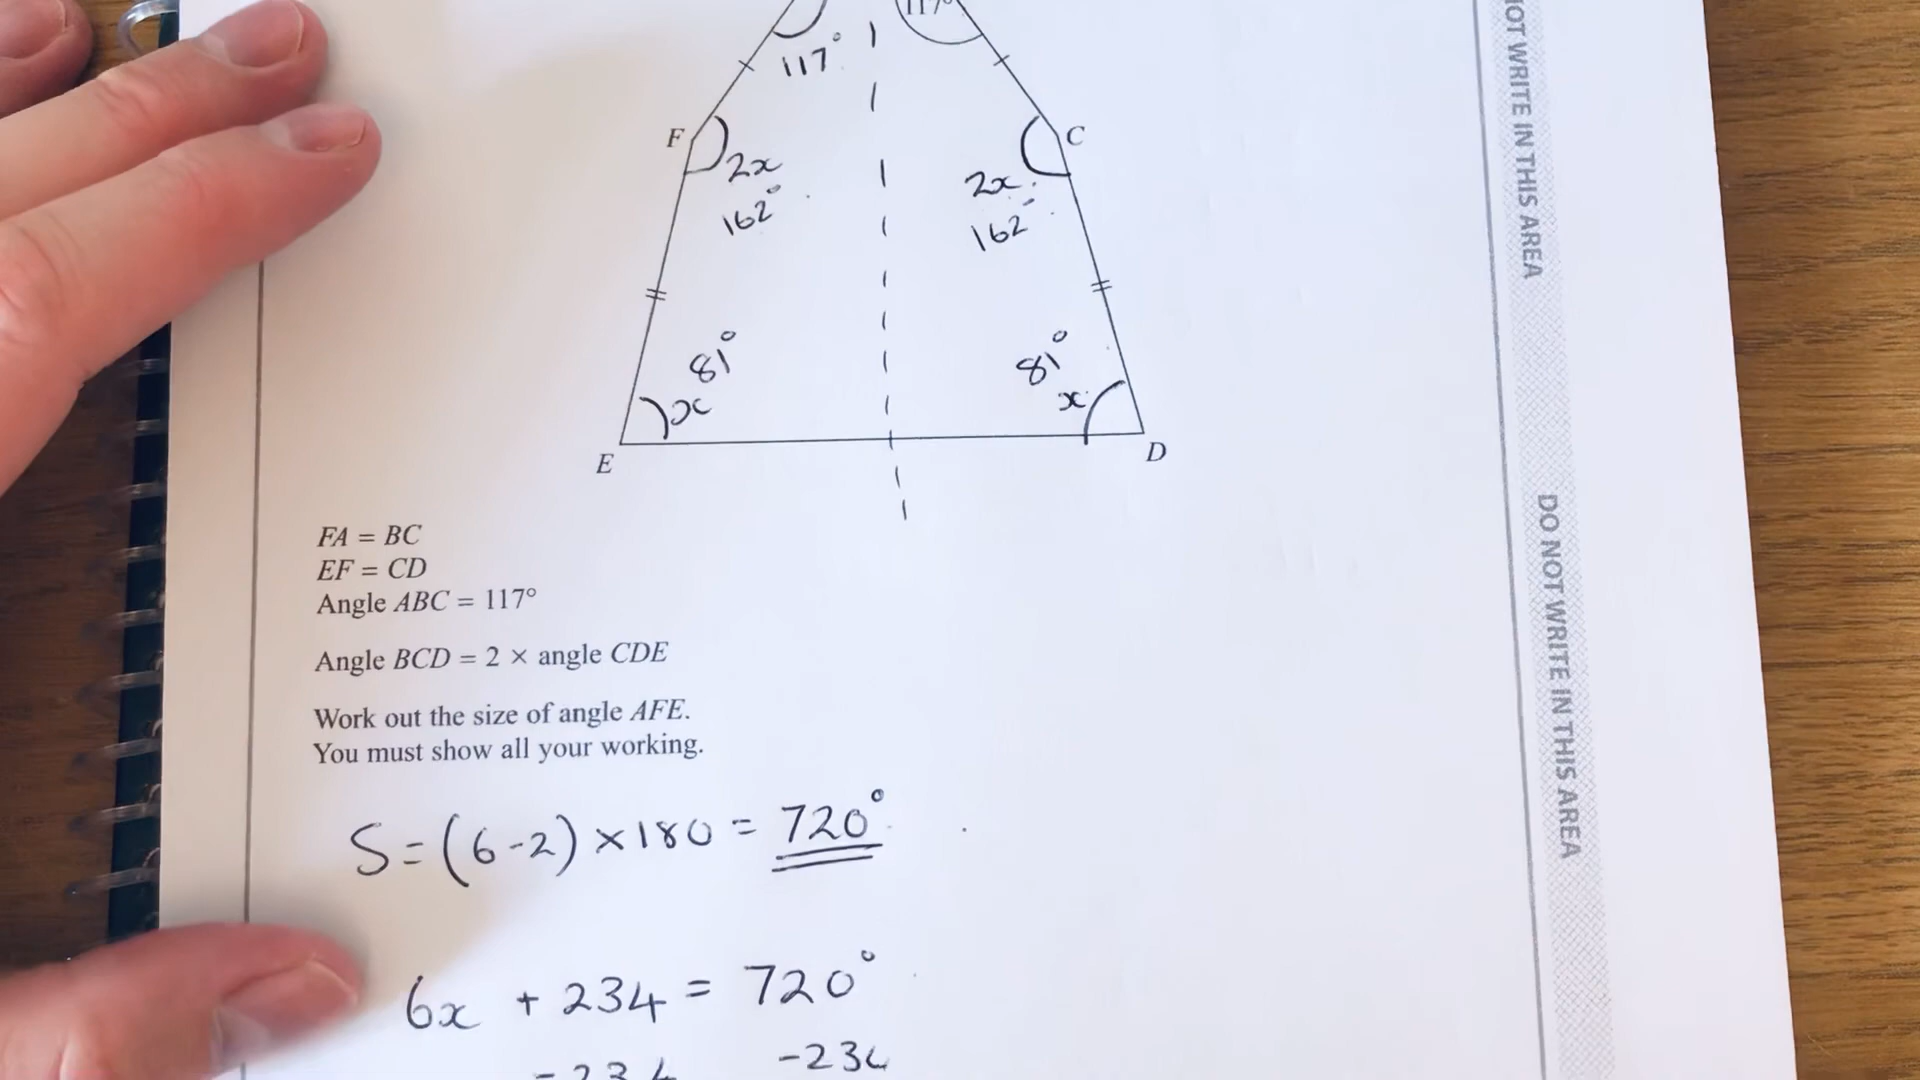 117°
117°
F
C
2x
2x
162°
162°
81°
81°
x
x
E
D
FA = BC
EF = CD
Angle ABC = 117°
Angle BCD = 2 × angle CDE
Work out the size of angle AFE.
You must show all your working.
S = (6-2) × 180 = 720°
6x + 234 = 720°
-234 -234
OT WRITE IN THIS AREA
DO NOT WRITE IN THIS AREA